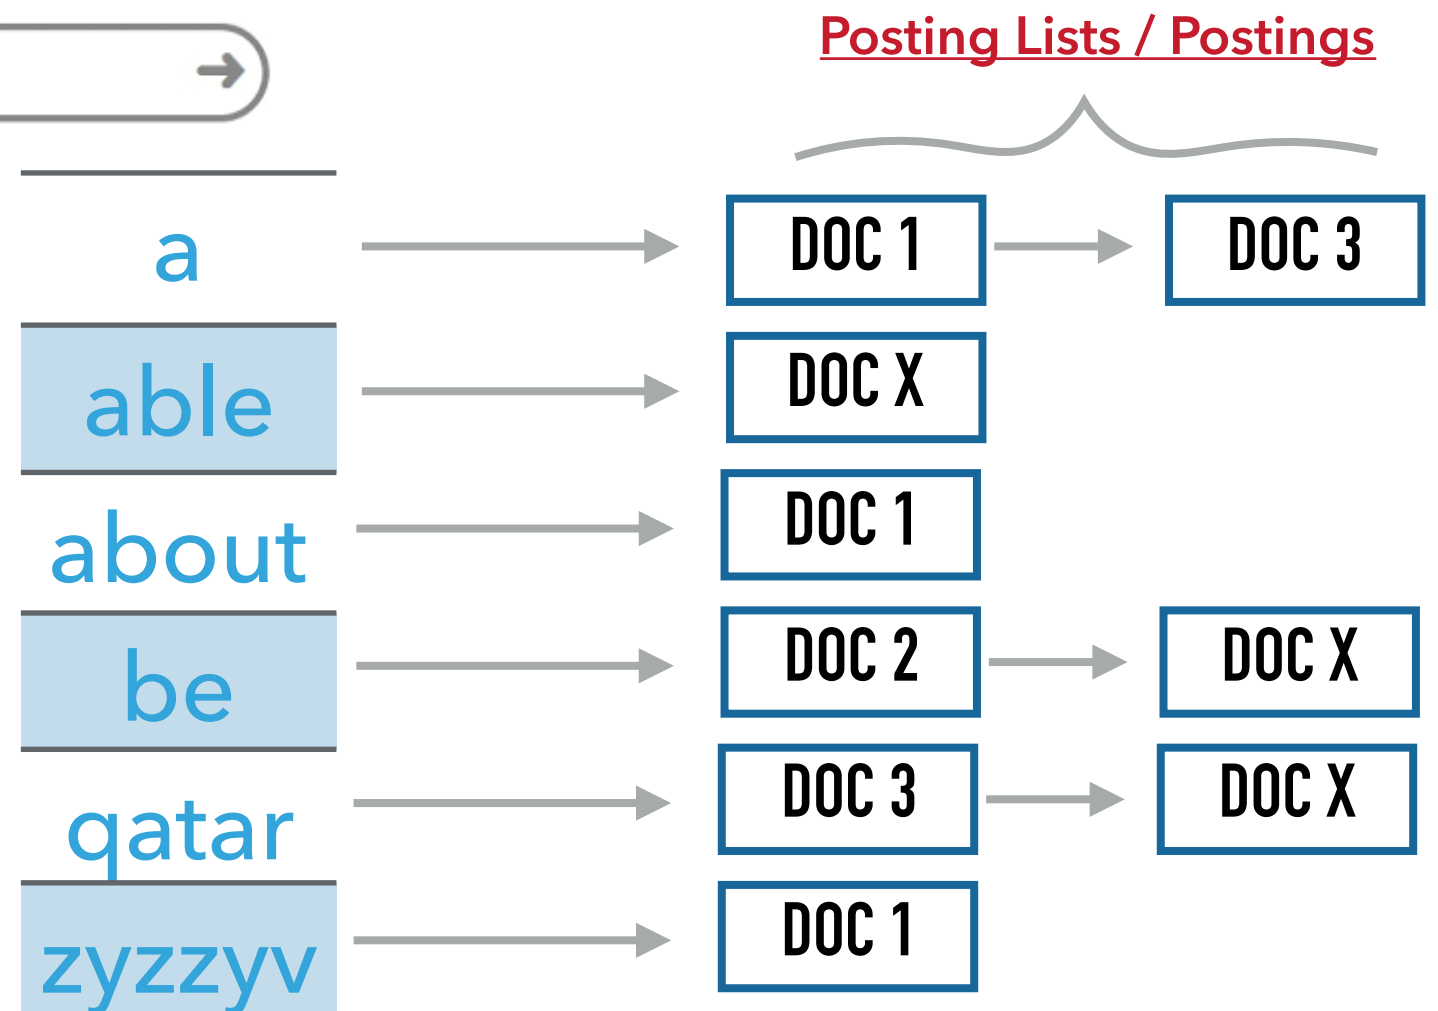 Posting Lists / Postings
a DOC 1 DOC 3
able DOC X
about DOC 1
be DOC 2 DOC X
qatar DOC 3 DOC X
zyzzyv DOC 1